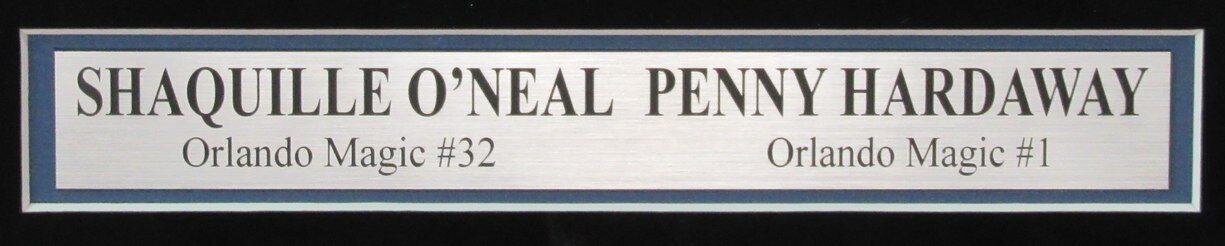 SHAQUILLE O’NEAL PENNY HARDAWAY
Orlando Magic #32 Orlando Magic #1